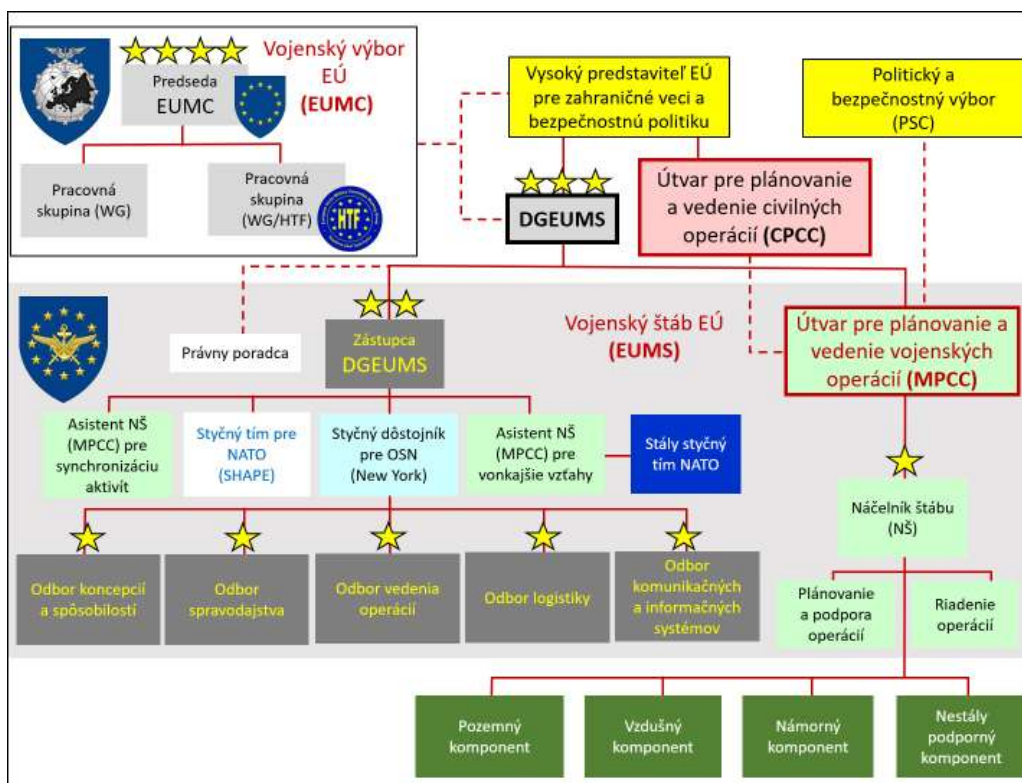 Vojenský výbor
EÚ
(EUMC)
Predseda
EUMC
Pracovná
skupina (WG)
Pracovná
skupina
(WG/HTF)
HTF
Vysoký predstaviteľ EÚ
pre zahraničné veci a
bezpečnostnú politiku
Politický a
bezpečnostný výbor
(PSC)
DGEUMS
Útvar pre plánovanie
a vedenie civilných
operácií (CPCC)
Právny poradca
Zástupca
DGEUMS
Vojenský štáb EÚ
(EUMS)
Útvar pre plánovanie a
vedenie vojenských
operácií (MPCC)
Asistent NŠ
(MPCC) pre
synchronizáciu
aktivít
Styčný tím pre
NATO
(SHAPE)
Styčný dôstojník
pre OSN
(New York)
Asistent NŠ
(MPCC) pre
vonkajšie vzťahy
Stály styčný
tím NATO
Náčelník štábu
(NŠ)
Odbor koncepcií
a spôsobilostí
Odbor
spravodajstva
Odbor vedenia
operácií
Odbor logistiky
Odbor
komunikačných
a informačných
systémov
Plánovanie
a podpora
operácií
Riadenie
operácií
Pozemný
komponent
Vzdušný
komponent
Námorný
komponent
Nestály
podporný
komponent